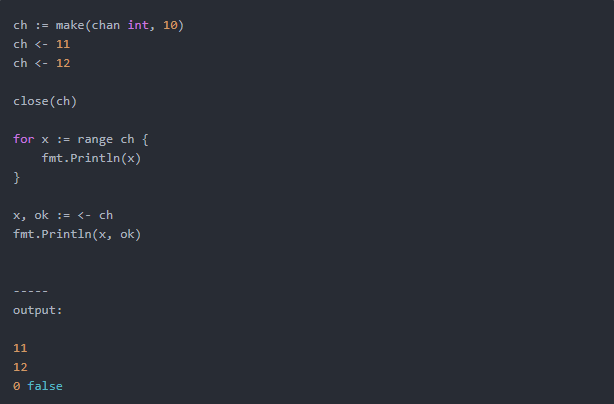 ch := make(chan int, 10)
ch <- 11
ch <- 12
close(ch)
for x := range ch {
    fmt.Println(x)
}
x, ok := <- ch
fmt.Println(x, ok)
-----
output:
11
12
0 false